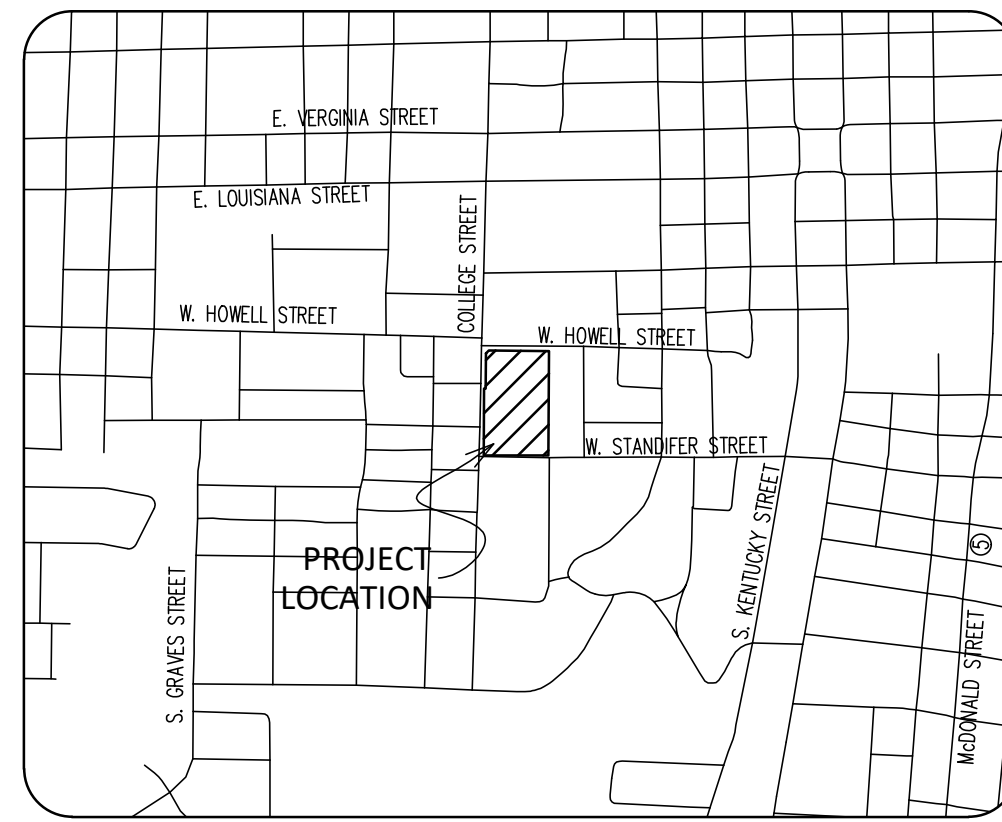 E. VERGINIA STREET
E. LOUISIANA STREET
COLLEGE STREET
W. HOWELL STREET
W. HOWELL STREET
W. STANDIFER STREET
S. KENTUCKY STREET
5
PROJECT
LOCATION
S. GRAVES STREET
McDONALD STREET